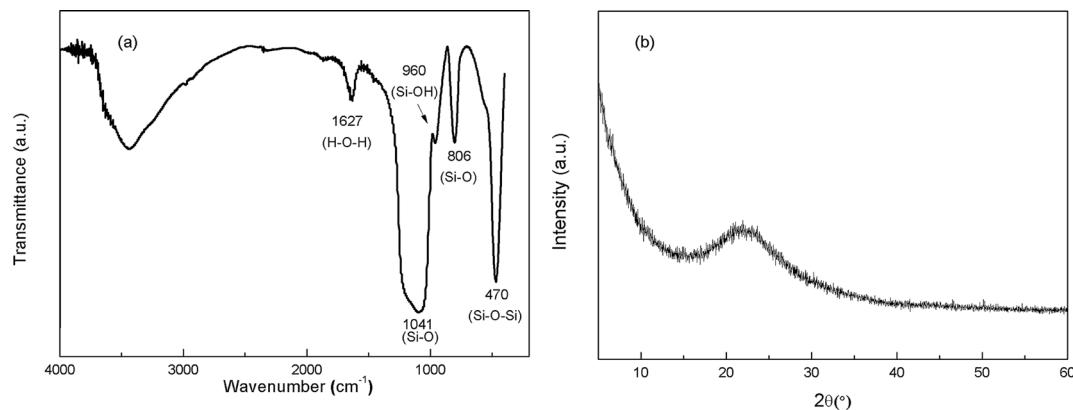 (a)
960
(Si-OH)
1627
(H-O-H)
806
(Si-O)
470
(Si-O-Si)
1041
(Si-O)
Transmittance (a.u.)
4000
3000
2000
1000
Wavenumber (cm⁻¹)
(b)
Intensity (a.u.)
10
20
30
40
50
60
2θ(°)